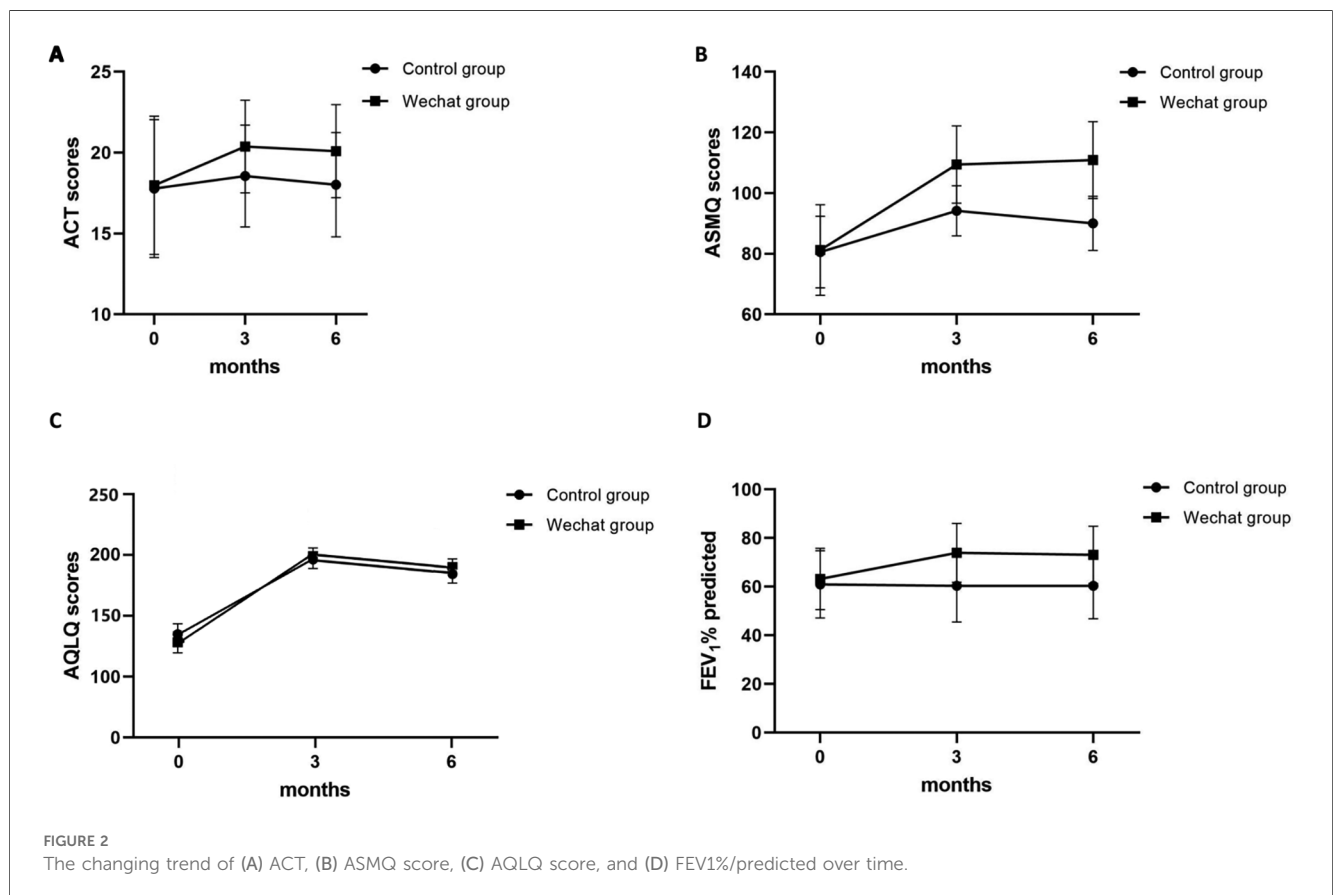 A
Control group
Wechat group
25
20
15
10
ACT scores
0 3 6
months
B
Control group
Wechat group
140
120
100
80
60
ASMQ scores
0 3 6
months
C
Control group
Wechat group
250
200
150
100
0
AQLQ scores
0 3 6
months
D
Control group
Wechat group
100
80
60
40
20
0
FEV₁% predicted
0 3 6
months
FIGURE 2
The changing trend of (A) ACT, (B) ASMQ score, (C) AQLQ score, and (D) FEV1%/predicted over time.